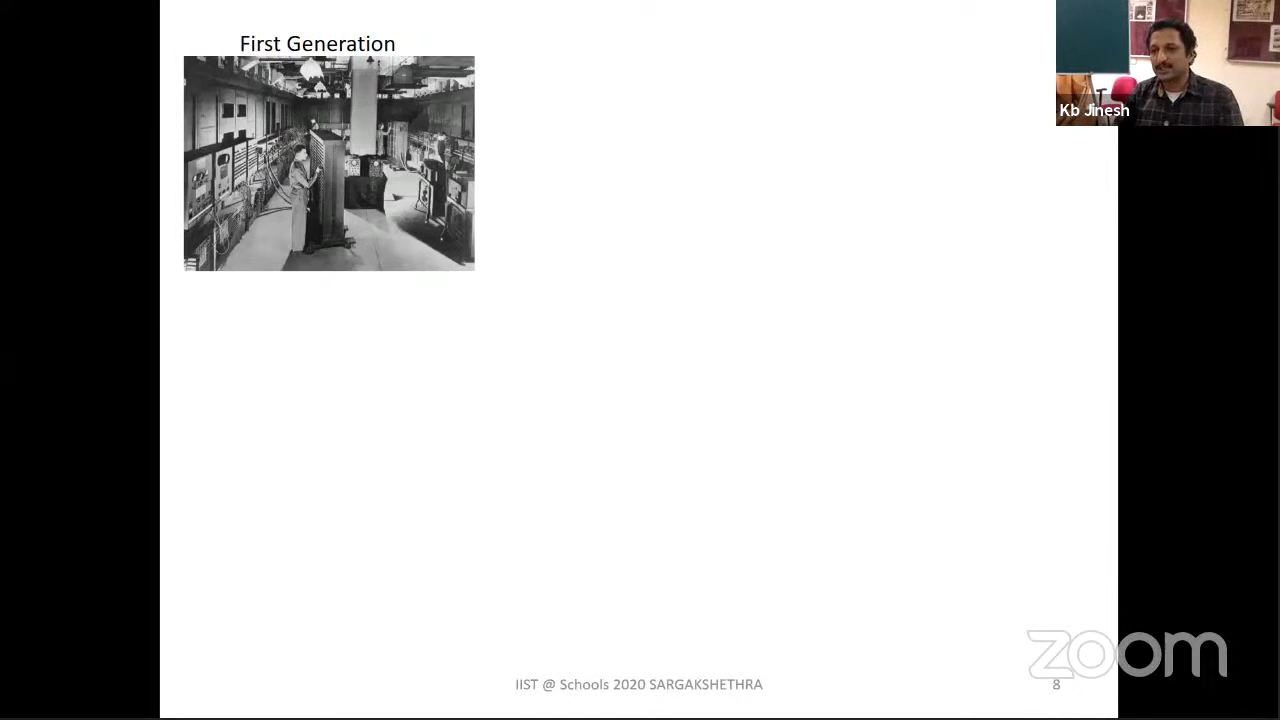 First Generation
Kb Jinesh
zoom
IIST @ Schools 2020 SARGAKSHETHRA
8